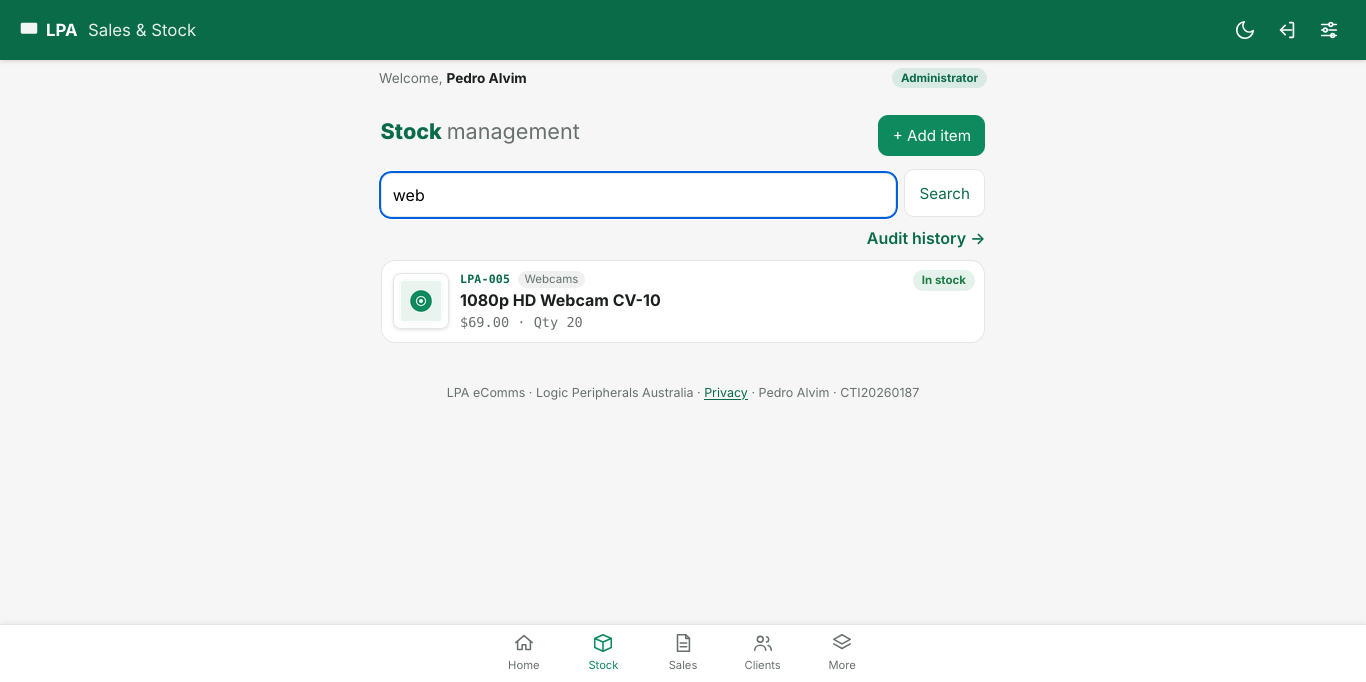 LPA Sales & Stock
Welcome, Pedro Alvim
Administrator
Stock management
+ Add item
web
Search
Audit history →
LPA-005 Webcams
In stock
1080p HD Webcam CV-10
$69.00 · Qty 20
LPA eComms · Logic Peripherals Australia · Privacy · Pedro Alvim · CTI20260187
Home Stock Sales Clients More